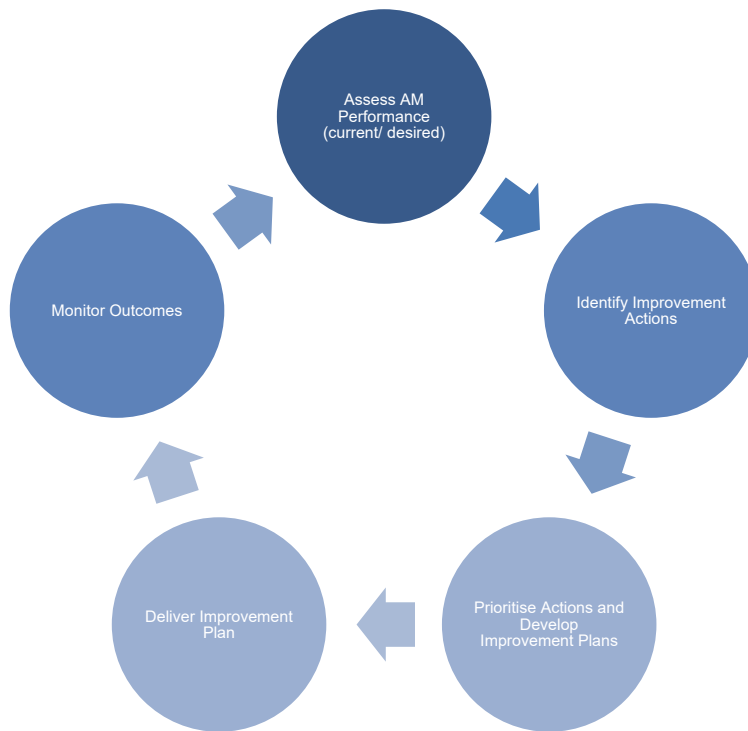 Assess AM
Performance
(current/ desired)
Identify Improvement
Actions
Prioritise Actions and
Develop
Improvement Plans
Deliver Improvement
Plan
Monitor Outcomes